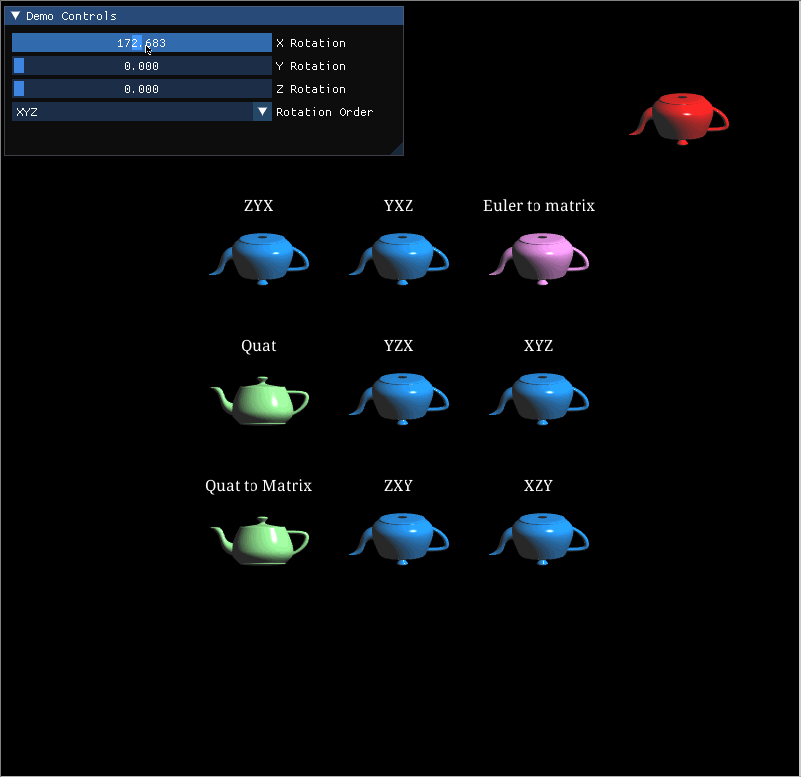 Demo Controls
172.683 X Rotation
0.000 Y Rotation
0.000 Z Rotation
XYZ Rotation Order
ZYX YXZ Euler to matrix
Quat YZX XYZ
Quat to Matrix ZXY XZY